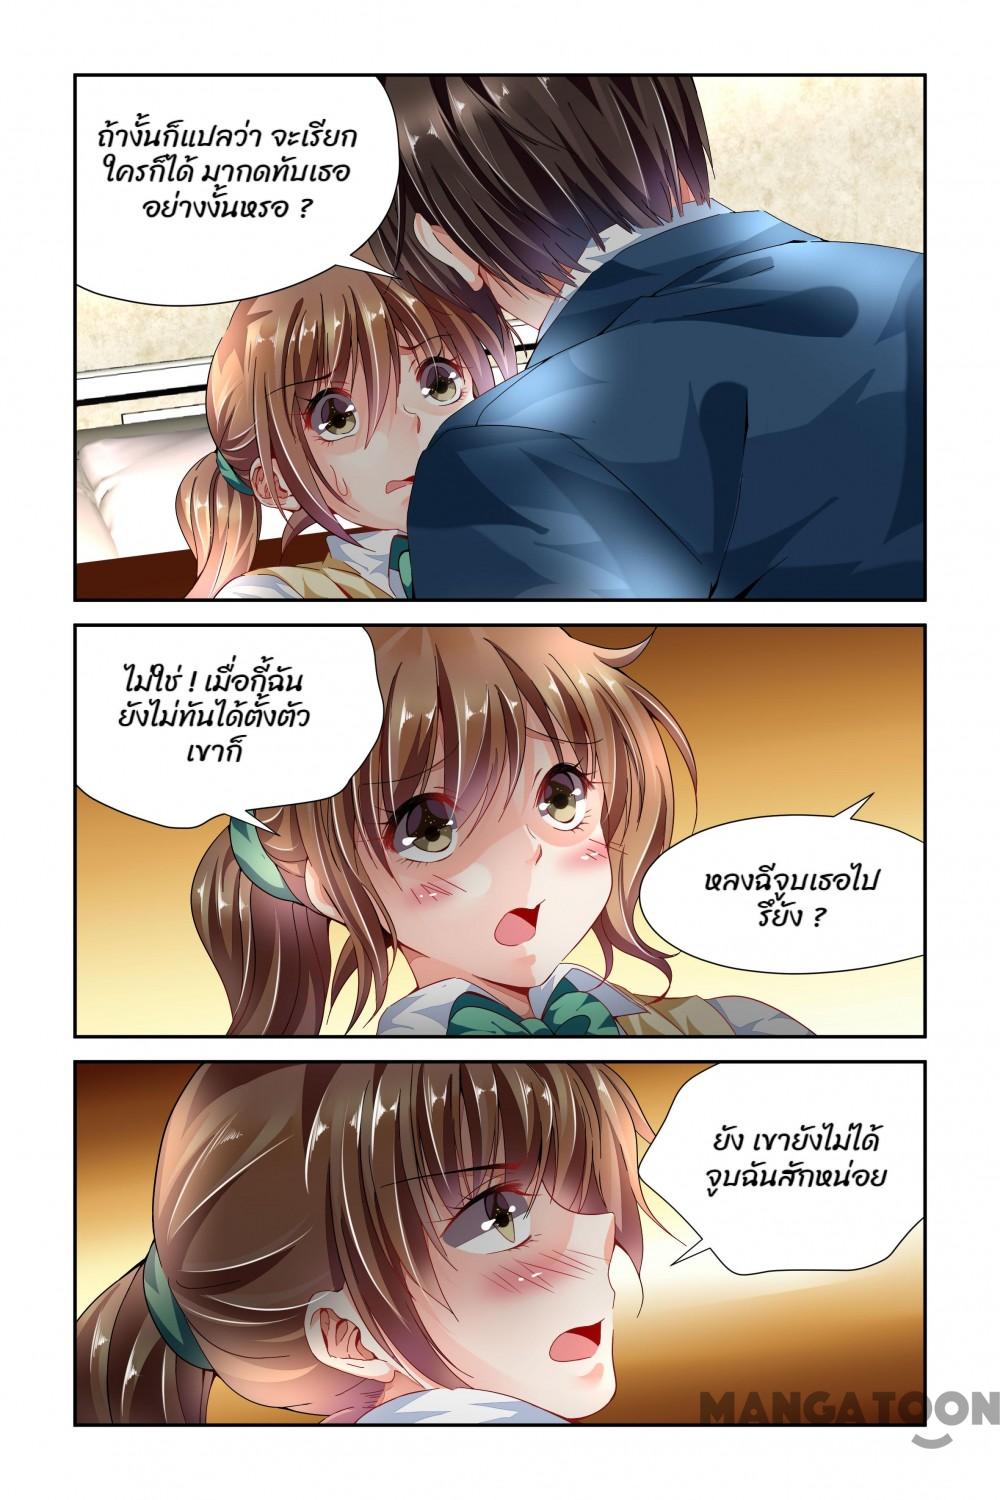 ถ้างั้นก็แปลว่า จะเรียก
ใครก็ได้ มากดทับเธอ
อย่างงั้นหรอ ?
ไม่ใช่ ! เมื่อกี้ฉัน
ยังไม่ทันได้ตั้งตัว
เขาก็
หลงฉีจูบเธอไป
รึยัง ?
ยัง เขายังไม่ได้
จูบฉันสักหน่อย
MANGATOON